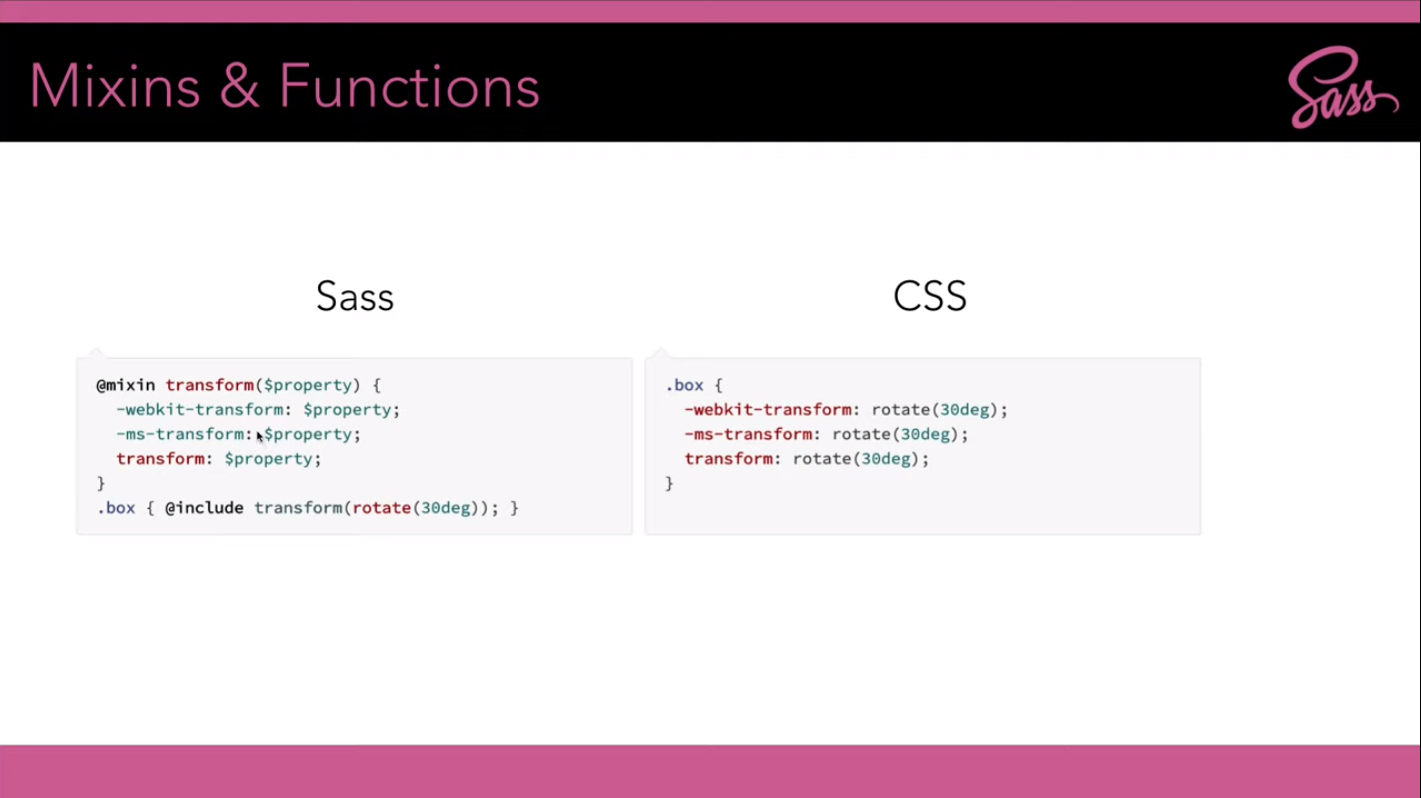 Mixins & Functions
Sass
Sass
@mixin transform($property) {
  -webkit-transform: $property;
  -ms-transform: $property;
  transform: $property;
}
.box { @include transform(rotate(30deg)); }
CSS
.box {
  -webkit-transform: rotate(30deg);
  -ms-transform: rotate(30deg);
  transform: rotate(30deg);
}